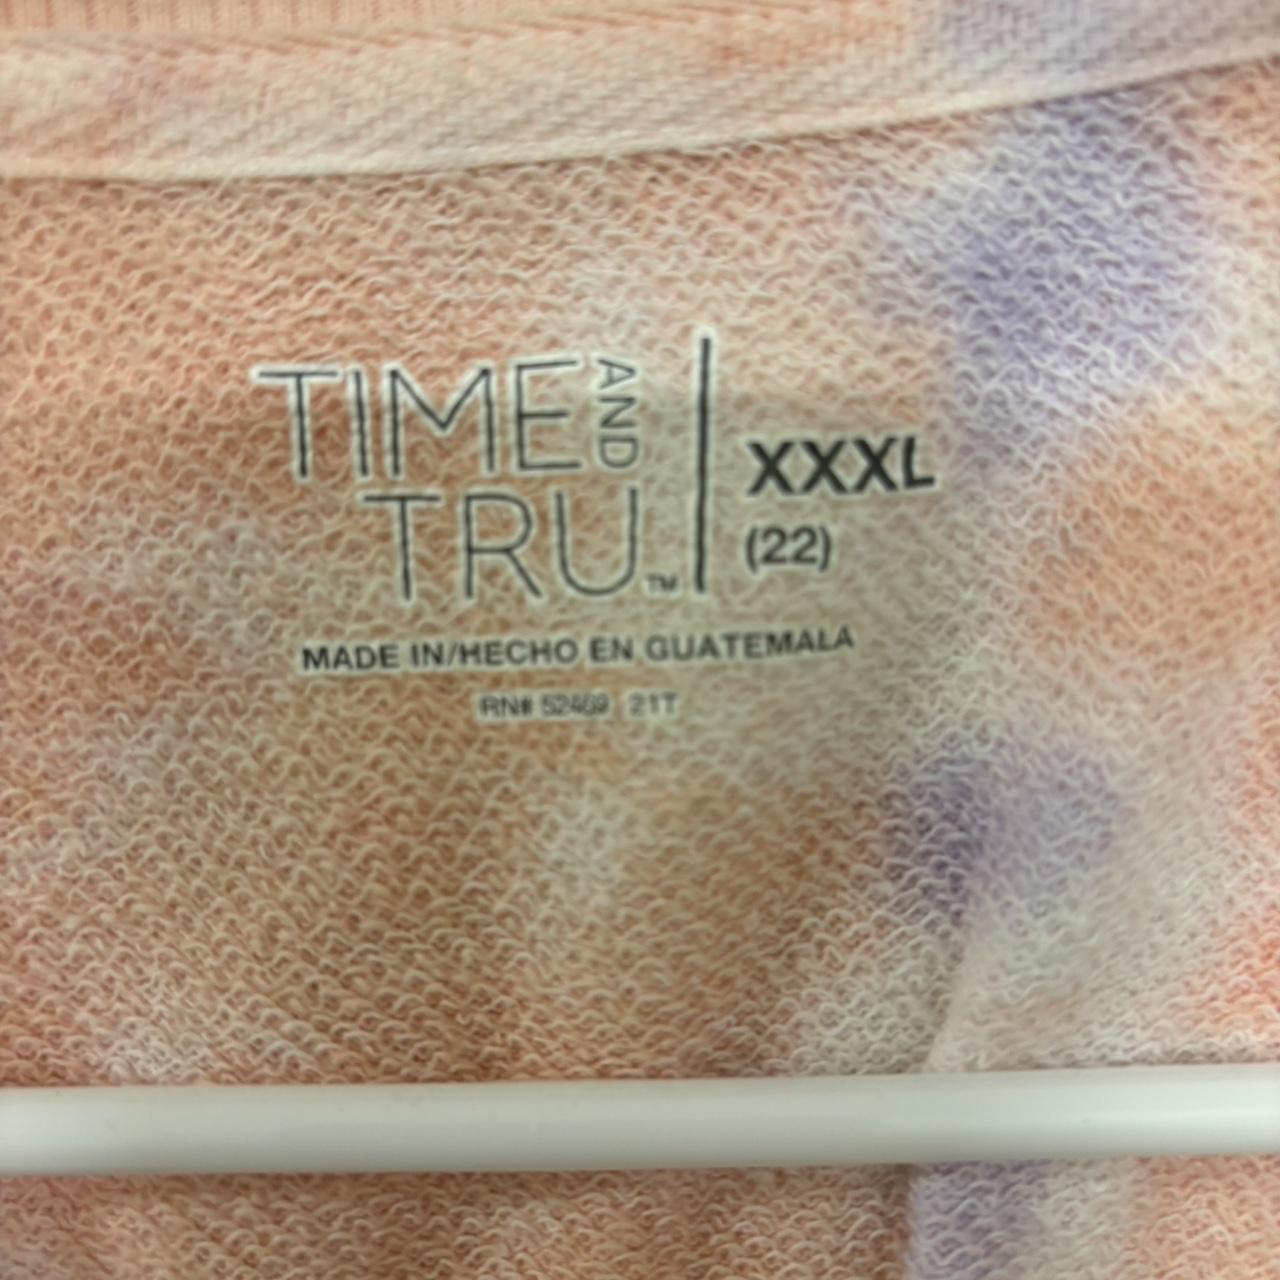 TIME AND
TRU™
XXXL
(22)
MADE IN/HECHO EN GUATEMALA
RN# 52469 21T